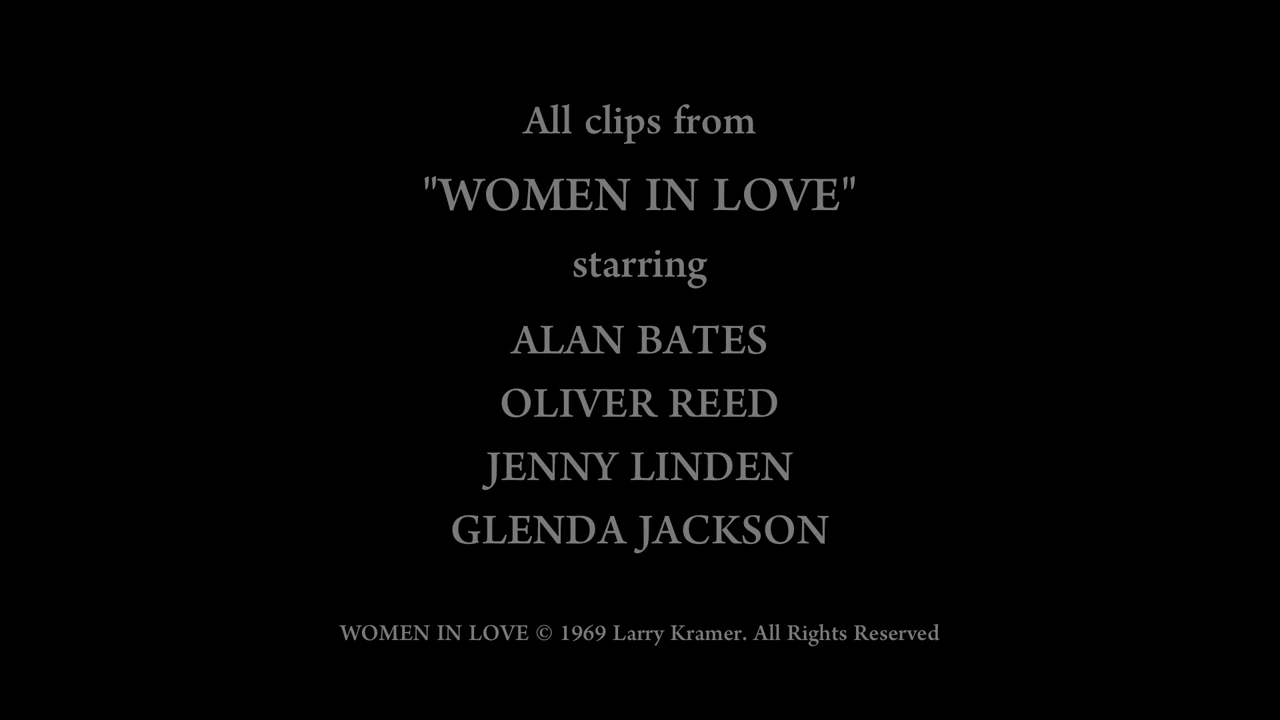 All clips from
"WOMEN IN LOVE"
starring
ALAN BATES
OLIVER REED
JENNY LINDEN
GLENDA JACKSON
WOMEN IN LOVE © 1969 Larry Kramer. All Rights Reserved